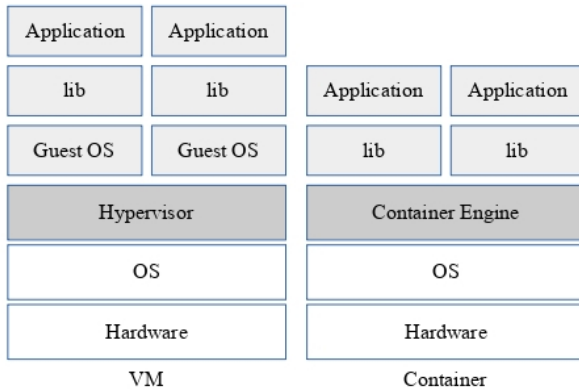 Application Application
lib lib
Guest OS Guest OS
Hypervisor
OS
Hardware
VM
Application Application
lib lib
Container Engine
OS
Hardware
Container